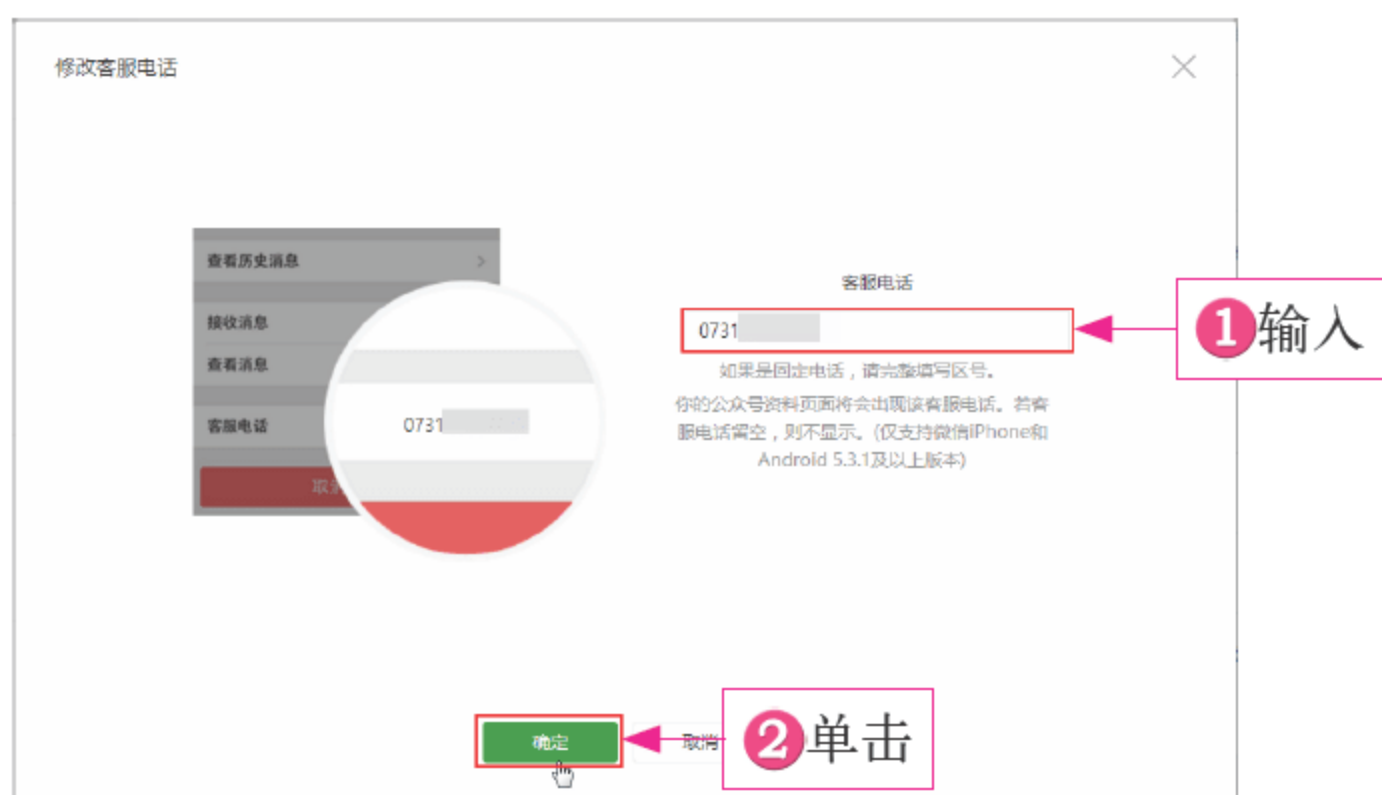 修改客服电话
查看历史消息
接收消息
查看消息
客服电话
0731
取消
客服电话
0731
如果是固定电话，请完整填写区号。
你的公众号资料页面将会出现该客服电话。若客
服电话留空，则不显示。(仅支持微信iPhone和
Android 5.3.1及以上版本)
1输入
确定
取消
2单击